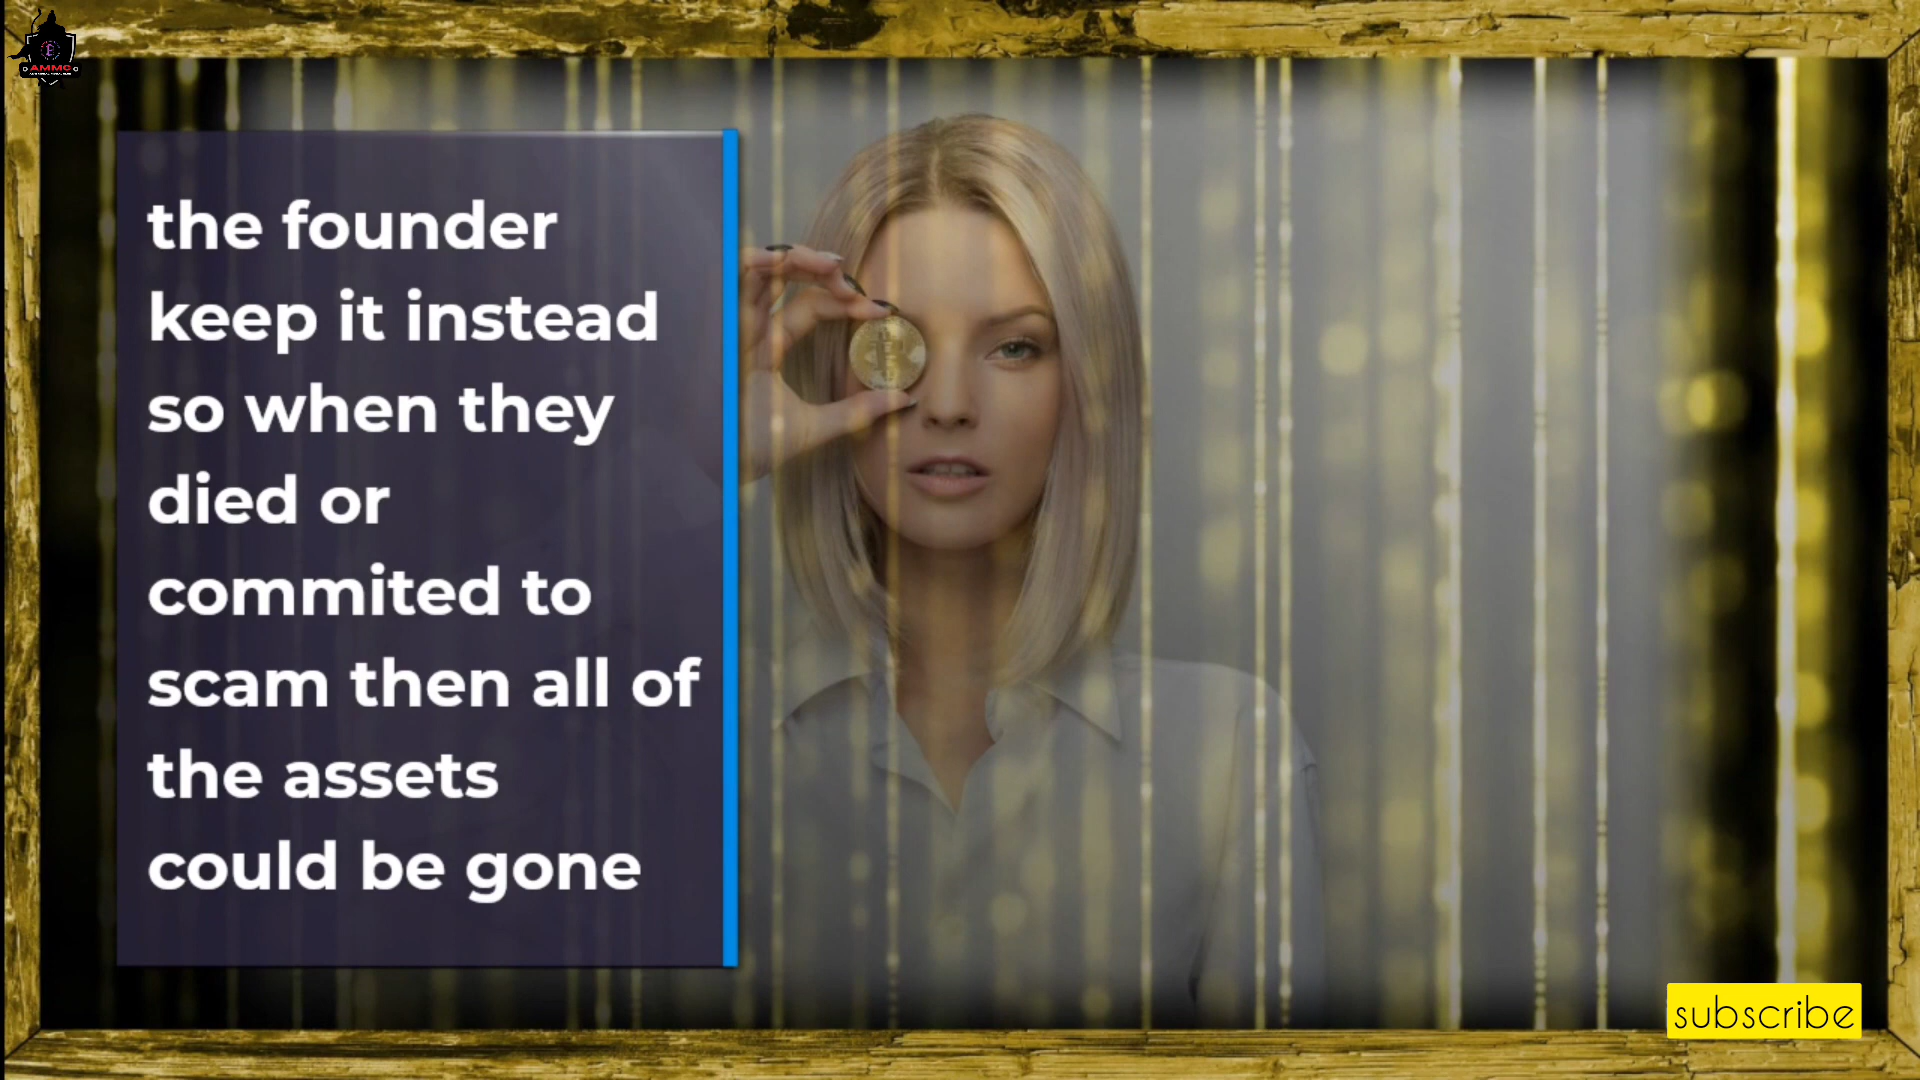 AMMC
the founder
keep it instead
so when they
died or
commited to
scam then all of
the assets
could be gone
subscribe